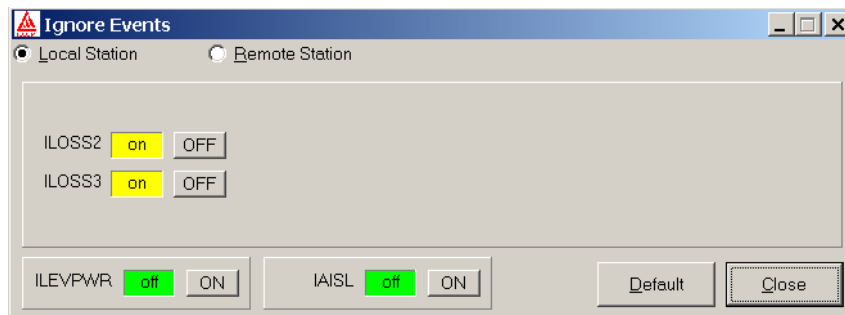 Ignore Events
Local Station Remote Station
ILOSS2 on OFF
ILOSS3 on OFF
ILEVPWR off ON IAISL off ON Default Close